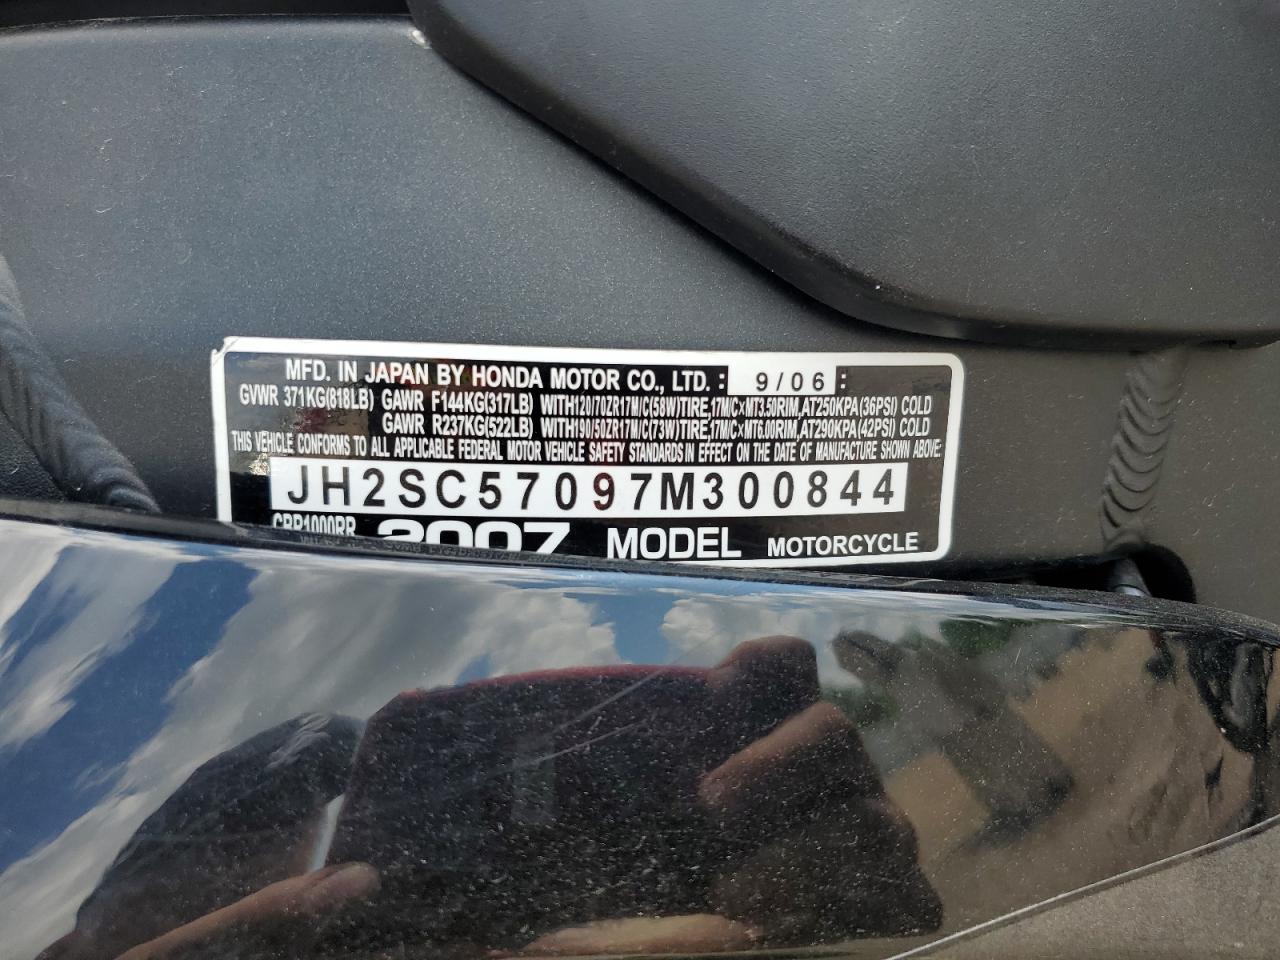 MFD. IN JAPAN BY HONDA MOTOR CO., LTD. : 9/06 :
GVWR 371KG(818LB) GAWR F144KG(317LB) WITH120/70ZR17M/C(58W)TIRE,17M/C×MT3.50RIM,AT250KPA(36PSI) COLD
GAWR R237KG(522LB) WITH190/50ZR17M/C(73W)TIRE,17M/C×MT6.00RIM,AT290KPA(42PSI) COLD
THIS VEHICLE CONFORMS TO ALL APPLICABLE FEDERAL MOTOR VEHICLE SAFETY STANDARDS IN EFFECT ON THE DATE OF MANUFACTURE SHOWN ABOVE:
JH2SC57097M300844
CBR1000RR 2007 MODEL MOTORCYCLE